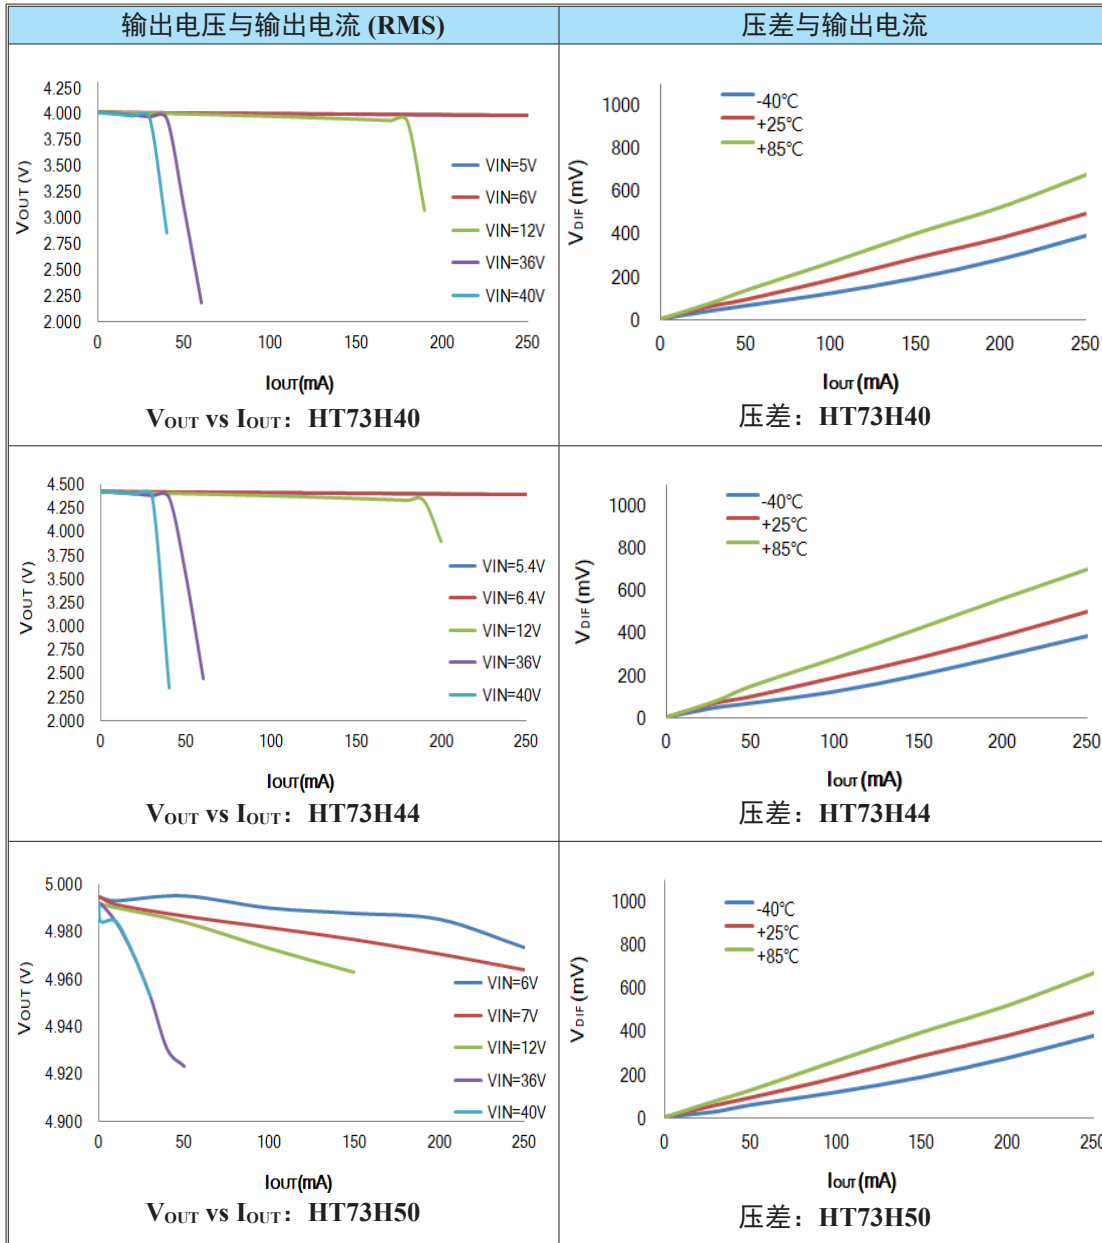 输出电压与输出电流 (RMS)
压差与输出电流
4.250
4.000
3.750
3.500
3.250
3.000
2.750
2.500
2.250
2.000
VOUT (V)
VIN=5V
VIN=6V
VIN=12V
VIN=36V
VIN=40V
0 50 100 150 200 250
IOUT(mA)
VOUT vs IOUT：HT73H40
1000
800
600
400
200
0
VDIF (mV)
-40℃
+25℃
+85℃
0 50 100 150 200 250
IOUT (mA)
压差：HT73H40
4.500
4.250
4.000
3.750
3.500
3.250
3.000
2.750
2.500
2.250
2.000
VOUT (V)
VIN=5.4V
VIN=6.4V
VIN=12V
VIN=36V
VIN=40V
0 50 100 150 200 250
IOUT(mA)
VOUT vs IOUT：HT73H44
1000
800
600
400
200
0
VDIF (mV)
-40℃
+25℃
+85℃
0 50 100 150 200 250
IOUT (mA)
压差：HT73H44
5.000
4.980
4.960
4.940
4.920
4.900
VOUT (V)
VIN=6V
VIN=7V
VIN=12V
VIN=36V
VIN=40V
0 50 100 150 200 250
IOUT(mA)
VOUT vs IOUT：HT73H50
1000
800
600
400
200
0
VDIF (mV)
-40℃
+25℃
+85℃
0 50 100 150 200 250
IOUT (mA)
压差：HT73H50